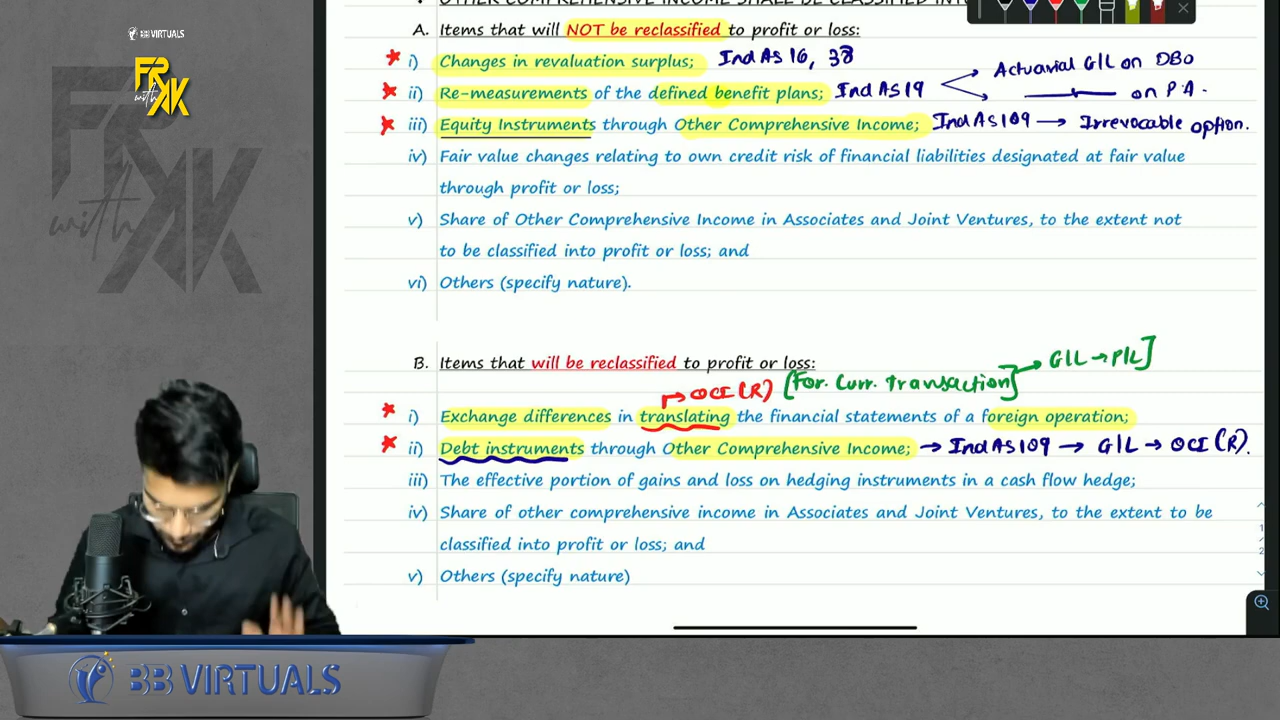 BB VIRTUALS
FR
with
AK
FR
with
AK
OTHER COMPREHENSIVE INCOME SHALL BE CLASSIFIED INT
A. Items that will NOT be reclassified to profit or loss:
i) Changes in revaluation surplus; Ind AS 16, 38
Actuarial G/L on DBO
ii) Re-measurements of the defined benefit plans; Ind AS 19
on P.A.
iii) Equity Instruments through Other Comprehensive Income; Ind AS 109 → Irrevocable option.
iv) Fair value changes relating to own credit risk of financial liabilities designated at fair value
through profit or loss;
v) Share of Other Comprehensive Income in Associates and Joint Ventures, to the extent not
to be classified into profit or loss; and
vi) Others (specify nature).
G/L → P/L]
B. Items that will be reclassified to profit or loss:
→ OCI (R) [For. Curr. Transaction]
i) Exchange differences in translating the financial statements of a foreign operation;
ii) Debt instruments through Other Comprehensive Income; → Ind AS 109 → G/L → OCI (R).
iii) The effective portion of gains and loss on hedging instruments in a cash flow hedge;
iv) Share of other comprehensive income in Associates and Joint Ventures, to the extent to be
classified into profit or loss; and
v) Others (specify nature)
BB VIRTUALS